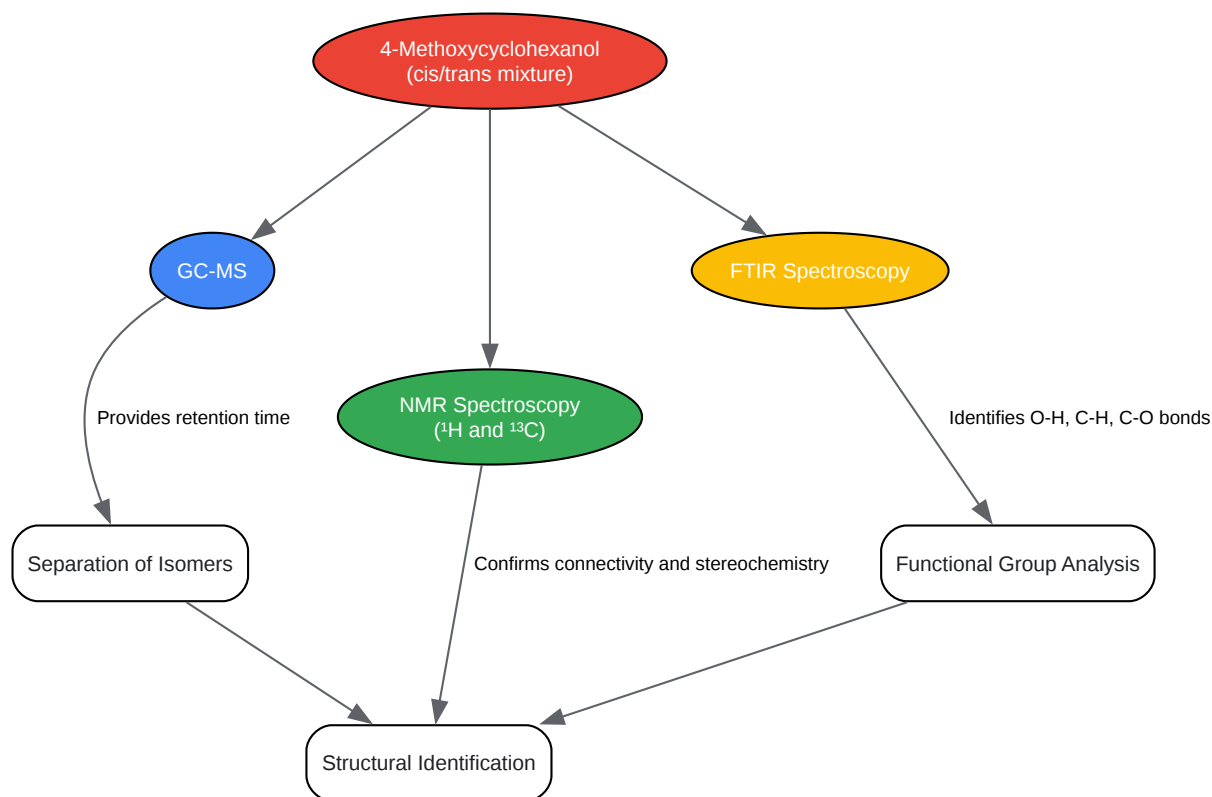 4-Methoxycyclohexanol
(cis/trans mixture)
GC-MS
FTIR Spectroscopy
NMR Spectroscopy
(¹H and ¹³C)
Provides retention time
Identifies O-H, C-H, C-O bonds
Separation of Isomers
Confirms connectivity and stereochemistry
Functional Group Analysis
Structural Identification